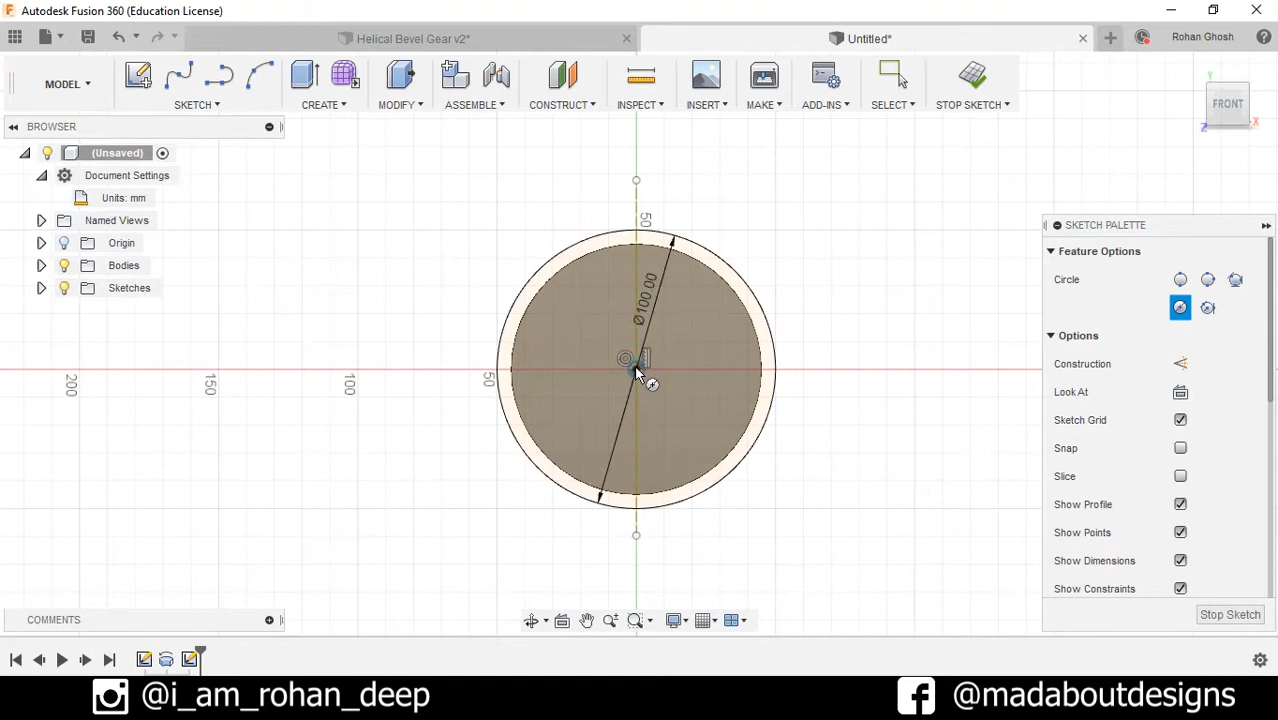 Autodesk Fusion 360 (Education License)
Helical Bevel Gear v2*
Untitled*
Rohan Ghosh
MODEL
SKETCH
CREATE
MODIFY
ASSEMBLE
CONSTRUCT
INSPECT
INSERT
MAKE
ADD-INS
SELECT
STOP SKETCH
FRONT
Y
X
Z
BROWSER
(Unsaved)
Document Settings
Units: mm
Named Views
Origin
Bodies
Sketches
200
150
100
50
50
Ø100.00
SKETCH PALETTE
Feature Options
Circle
Options
Construction
Look At
Sketch Grid
Snap
Slice
Show Profile
Show Points
Show Dimensions
Show Constraints
Stop Sketch
COMMENTS
@i_am_rohan_deep
@madaboutdesigns